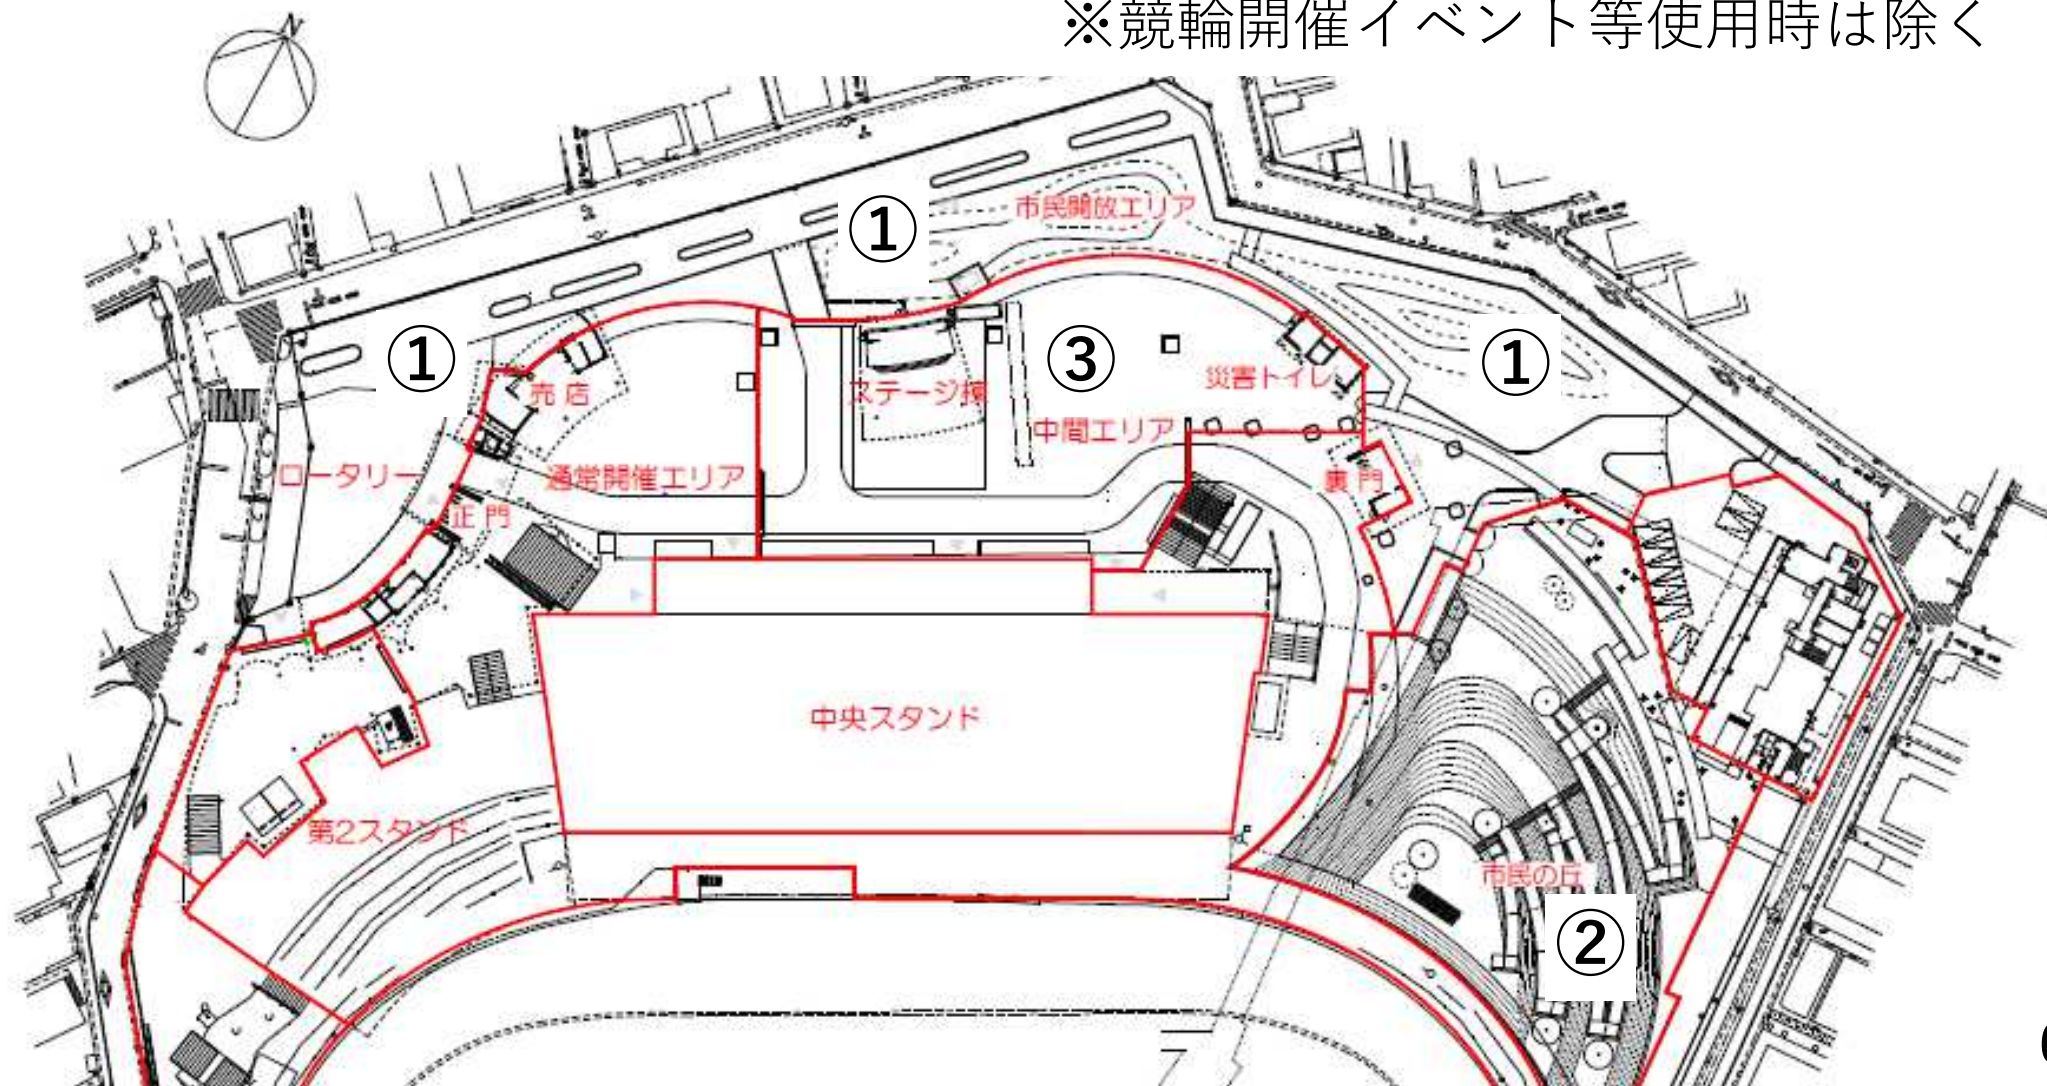 ※競輪開催イベント等使用時は除く
N
市民開放エリア
①
①
③
①
売店
ステージ棟
災害トイレ
中間エリア
ロータリー
通常開催エリア
裏門
正門
中央スタンド
第2スタンド
市民の丘
②